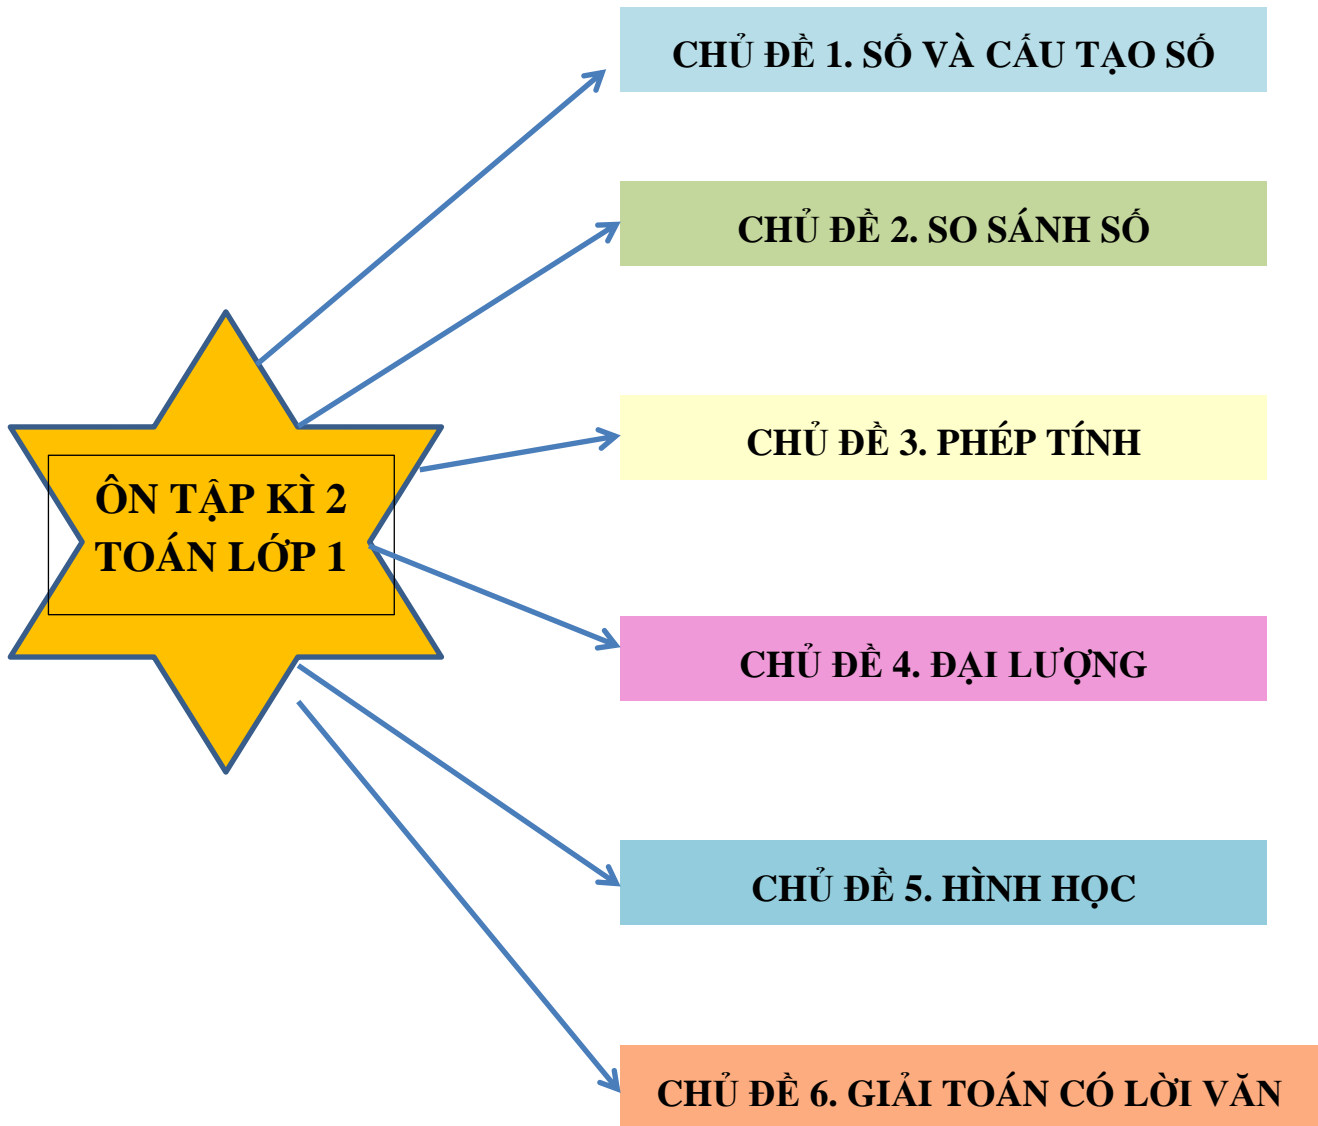 CHỦ ĐỀ 1. SỐ VÀ CẤU TẠO SỐ
CHỦ ĐỀ 2. SO SÁNH SỐ
CHỦ ĐỀ 3. PHÉP TÍNH
ÔN TẬP KÌ 2
TOÁN LỚP 1
CHỦ ĐỀ 4. ĐẠI LƯỢNG
CHỦ ĐỀ 5. HÌNH HỌC
CHỦ ĐỀ 6. GIẢI TOÁN CÓ LỜI VĂN